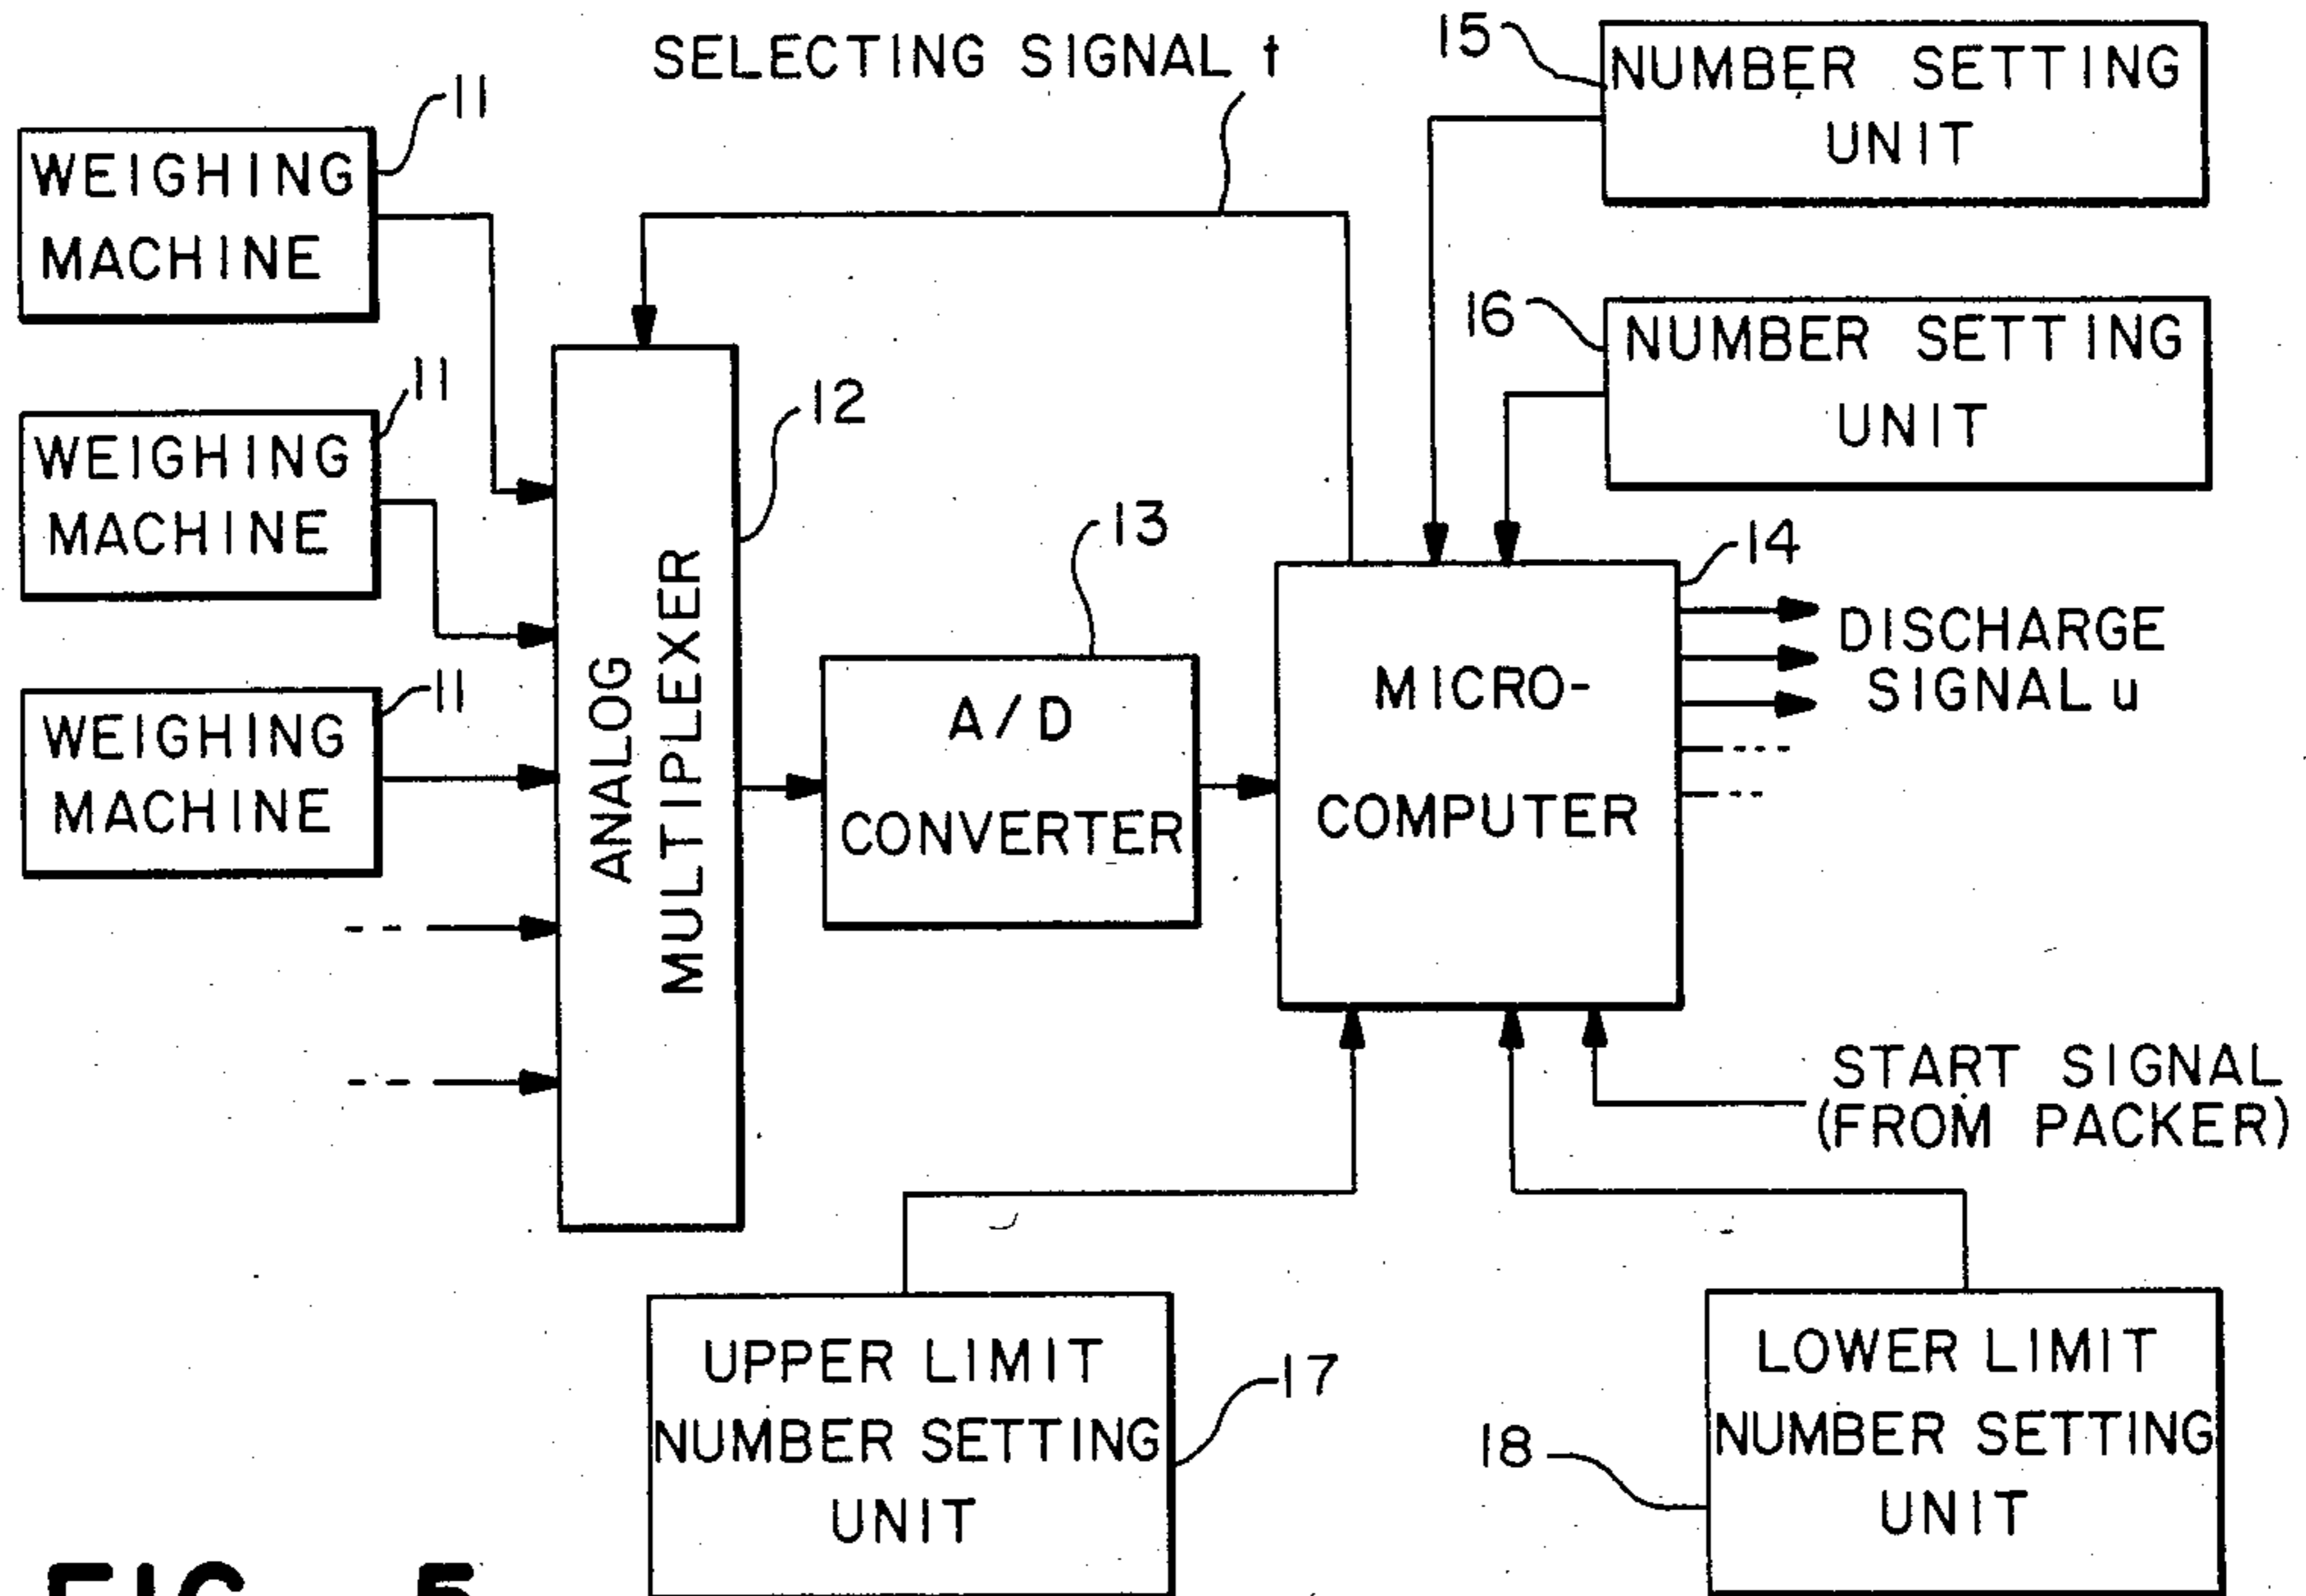 SELECTING SIGNAL t
15
NUMBER SETTING
UNIT
11
WEIGHING
MACHINE
16
NUMBER SETTING
UNIT
11
WEIGHING
MACHINE
12
13
14
11
WEIGHING
MACHINE
ANALOG
MULTIPLEXER
A/D
CONVERTER
MICRO-
COMPUTER
DISCHARGE
SIGNAL u
START SIGNAL
(FROM PACKER)
UPPER LIMIT
NUMBER SETTING
UNIT
17
LOWER LIMIT
NUMBER SETTING
UNIT
18
FIG. 5